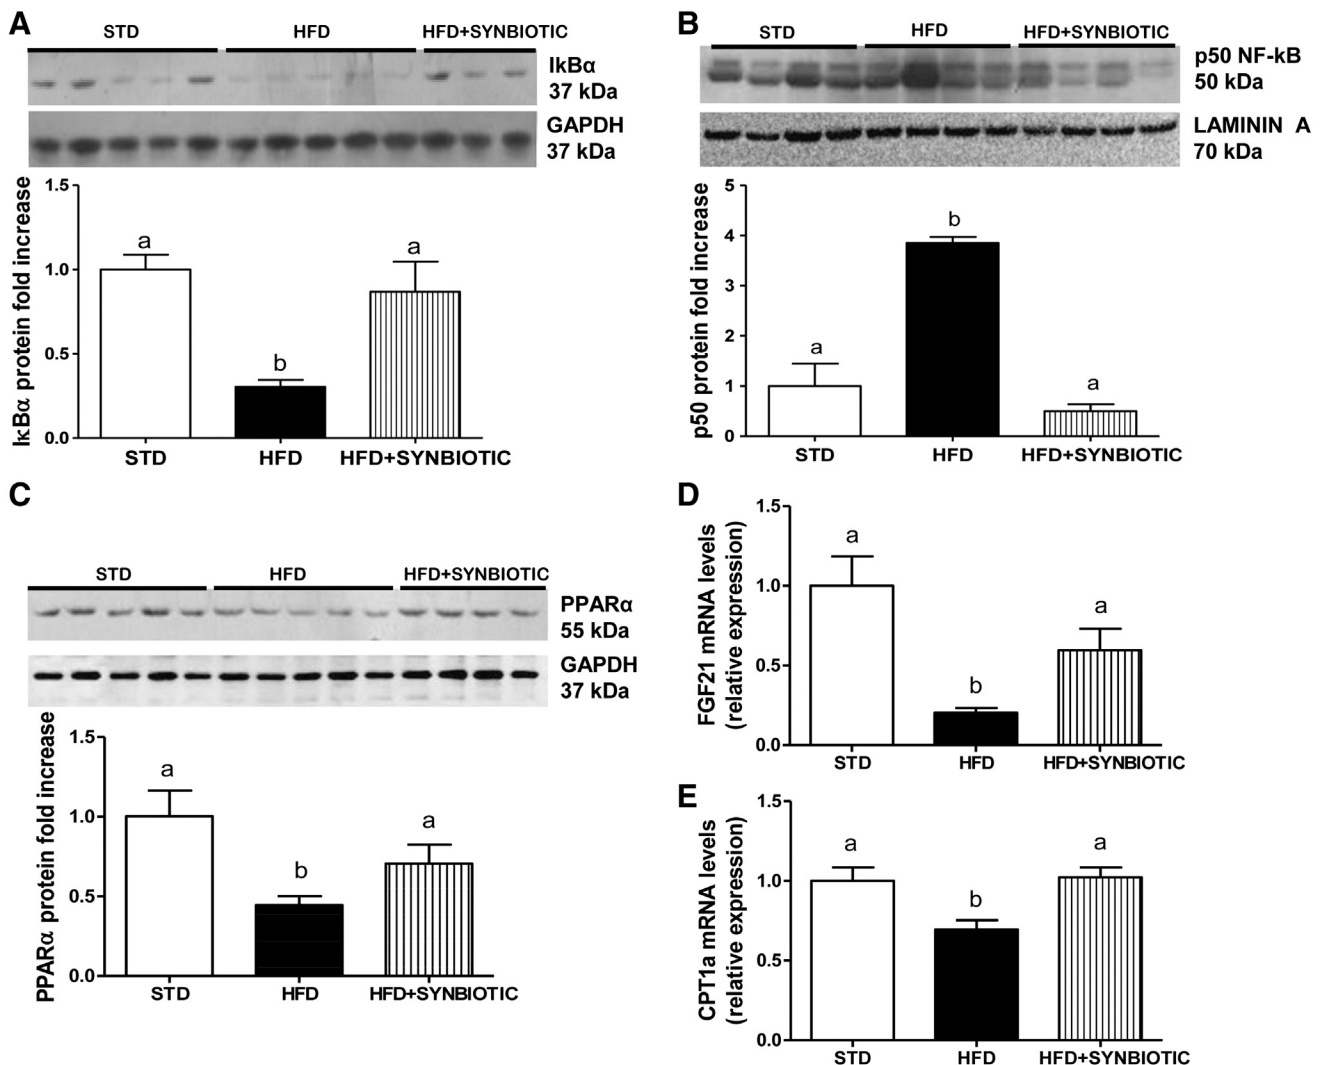 A
STD HFD HFD+SYNBIOTIC
IkBα
37 kDa
GAPDH
37 kDa
IκBα protein fold increase
1.5
1.0
0.5
0.0
a
b
a
STD HFD HFD+SYNBIOTIC
B
STD HFD HFD+SYNBIOTIC
p50 NF-kB
50 kDa
LAMININ A
70 kDa
p50 protein fold increase
5
4
3
2
1
0
a
b
a
STD HFD HFD+SYNBIOTIC
C
STD HFD HFD+SYNBIOTIC
PPARα
55 kDa
GAPDH
37 kDa
PPARα protein fold increase
1.5
1.0
0.5
0.0
a
b
a
STD HFD HFD+SYNBIOTIC
D
FGF21 mRNA levels
(relative expression)
1.5
1.0
0.5
0.0
a
b
a
STD HFD HFD+SYNBIOTIC
E
CPT1a mRNA levels
(relative expression)
1.5
1.0
0.5
0.0
a
b
a
STD HFD HFD+SYNBIOTIC